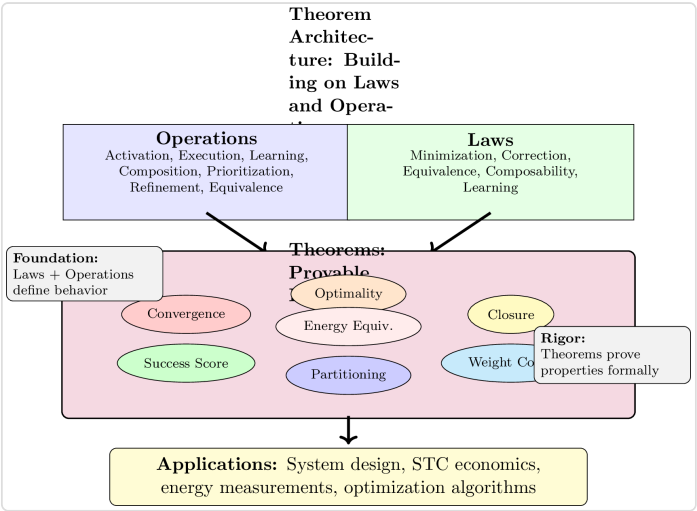 Theorem
Architec-
ture: Build-
ing on Laws
and Opera-
Operations
Activation, Execution, Learning,
Composition, Prioritization,
Refinement, Equivalence
Laws
Minimization, Correction,
Equivalence, Composability,
Learning
Foundation:
Laws + Operations
define behavior
Theorems:
Provable
Optimality
Convergence
Energy Equiv.
Closure
Success Score
Partitioning
Weight
Rigor:
Theorems prove
properties formally
Applications: System design, STC economics,
energy measurements, optimization algorithms